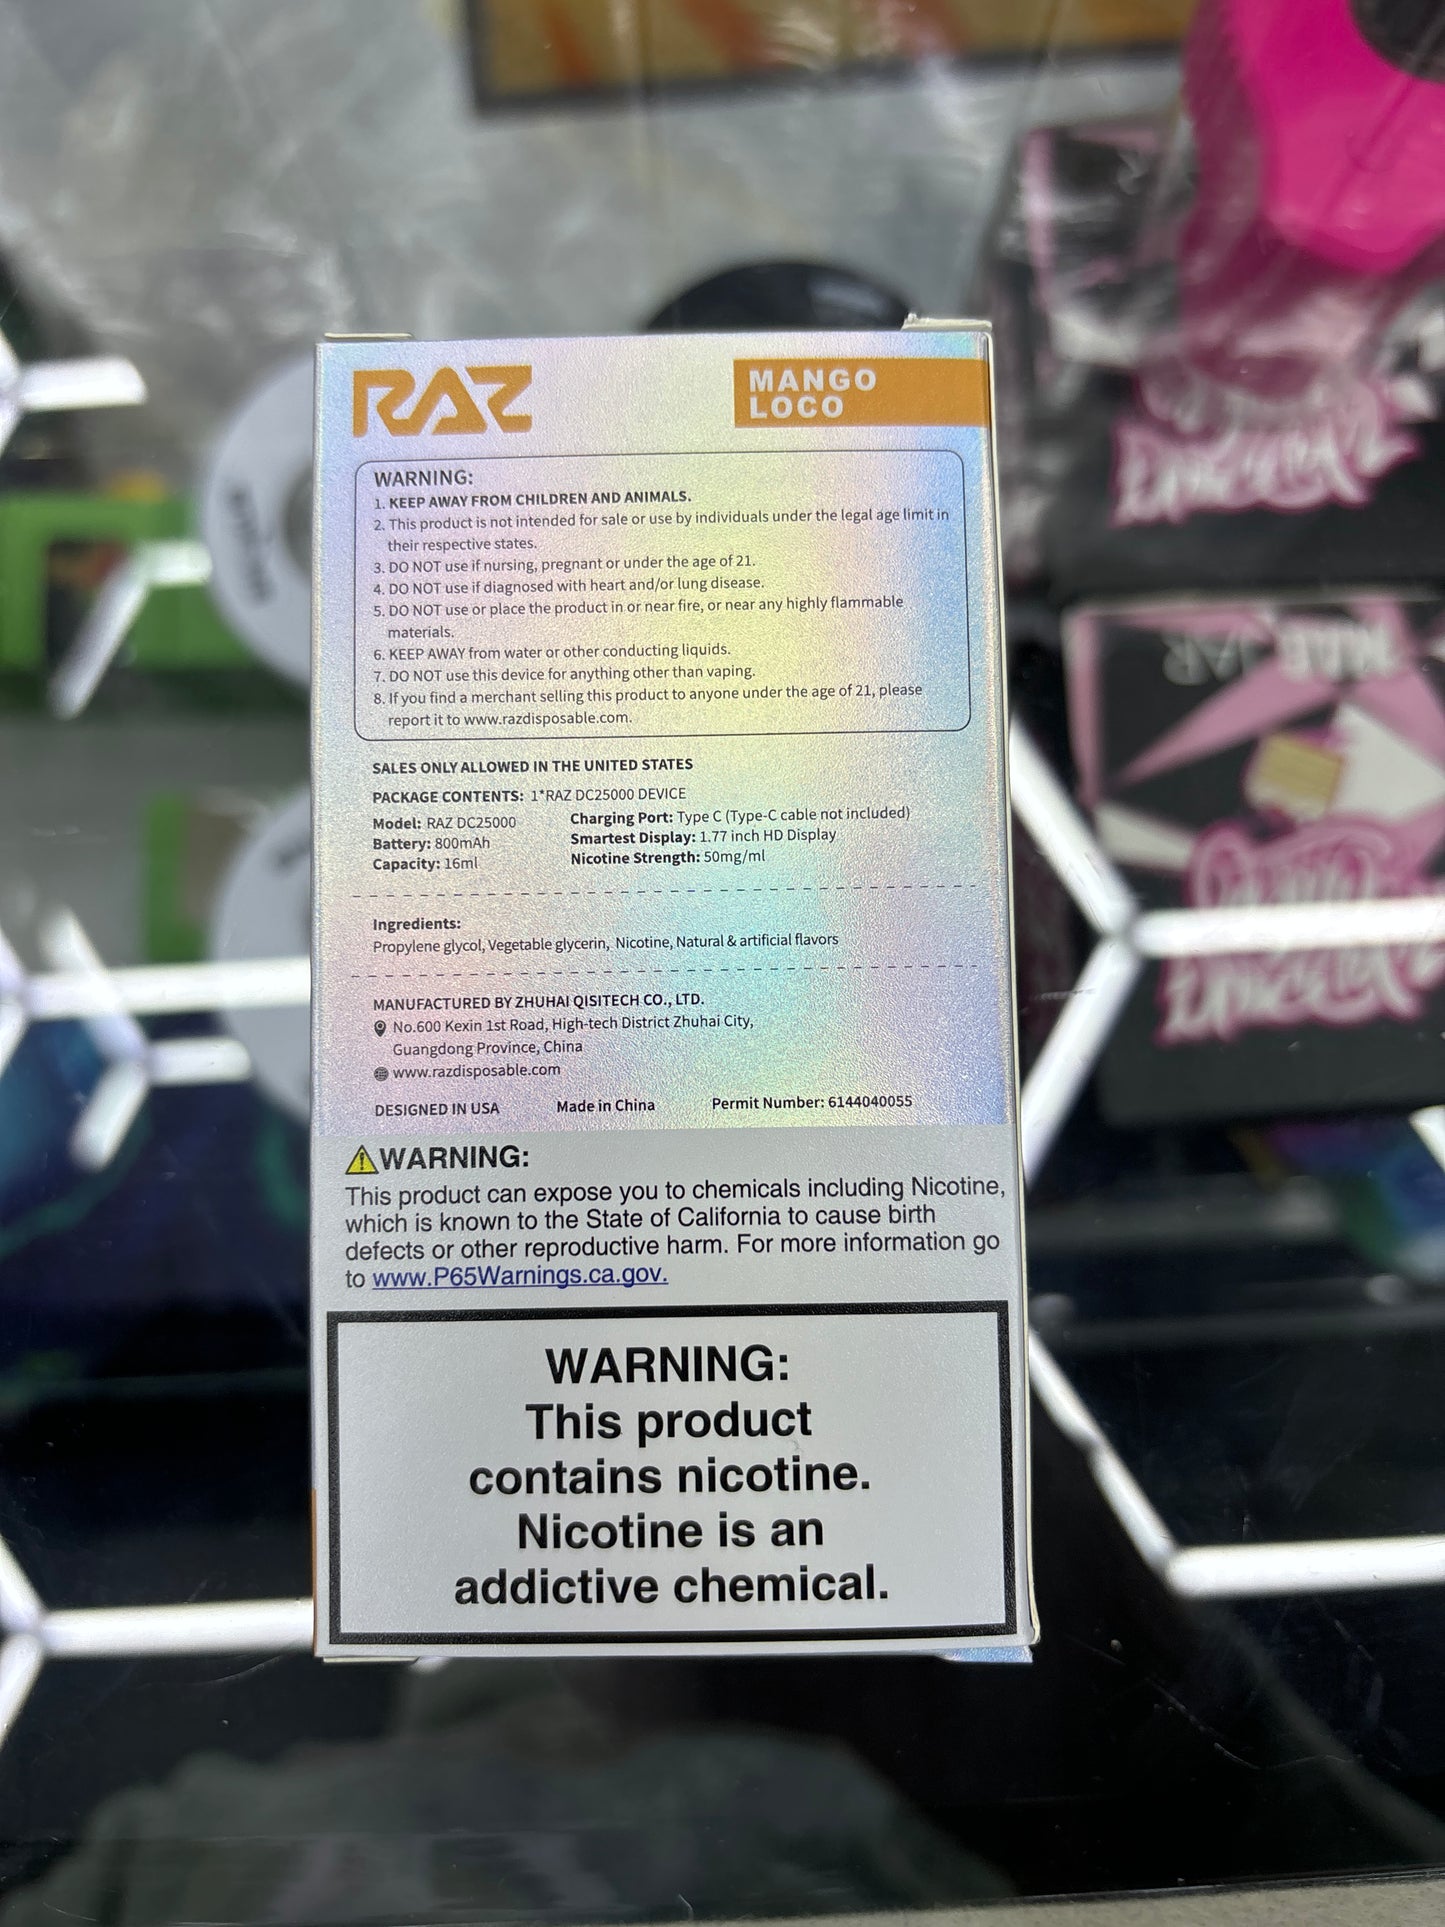 RAZ
MANGO
LOCO
WARNING:
1. KEEP AWAY FROM CHILDREN AND ANIMALS.
2. This product is not intended for sale or use by individuals under the legal age limit in
their respective states.
3. DO NOT use if nursing, pregnant or under the age of 21.
4. DO NOT use if diagnosed with heart and/or lung disease.
5. DO NOT use or place the product in or near fire, or near any highly flammable
materials.
6. KEEP AWAY from water or other conducting liquids.
7. DO NOT use this device for anything other than vaping.
8. If you find a merchant selling this product to anyone under the age of 21, please
report it to www.razdisposable.com.
SALES ONLY ALLOWED IN THE UNITED STATES
PACKAGE CONTENTS: 1*RAZ DC25000 DEVICE
Model: RAZ DC25000
Battery: 800mAh
Capacity: 16ml
Charging Port: Type C (Type-C cable not included)
Smartest Display: 1.77 inch HD Display
Nicotine Strength: 50mg/ml
Ingredients:
Propylene glycol, Vegetable glycerin, Nicotine, Natural & artificial flavors
MANUFACTURED BY ZHUHAI QISITECH CO., LTD.
No.600 Kexin 1st Road, High-tech District Zhuhai City,
Guangdong Province, China
www.razdisposable.com
DESIGNED IN USA Made in China Permit Number: 6144040055
WARNING:
This product can expose you to chemicals including Nicotine,
which is known to the State of California to cause birth
defects or other reproductive harm. For more information go
to www.P65Warnings.ca.gov.
WARNING:
This product
contains nicotine.
Nicotine is an
addictive chemical.